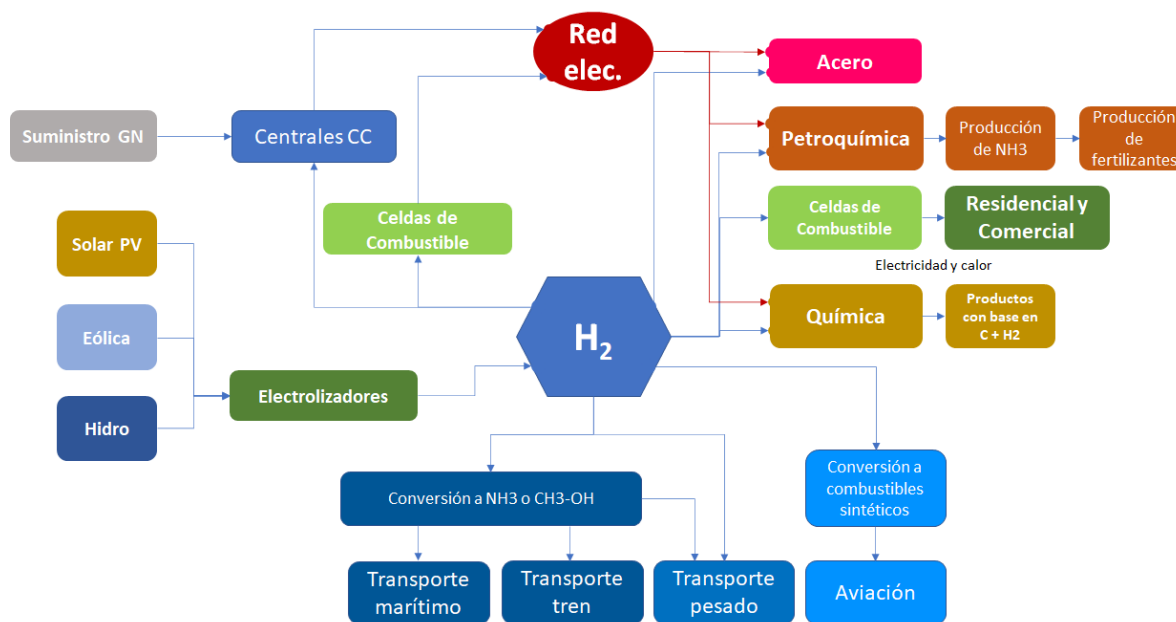 Red
elec.
Acero
Suministro GN
Centrales CC
Petroquímica
Producción
de NH3
Producción
de
fertilizantes
Solar PV
Celdas de
Combustible
Celdas de
Combustible
Residencial y
Comercial
Electricidad y calor
Eólica
H2
Química
Productos
con base en
C + H2
Electrolizadores
Hidro
Conversión a NH3 o CH3-OH
Conversión a
combustibles
sintéticos
Transporte
marítimo
Transporte
tren
Transporte
pesado
Aviación